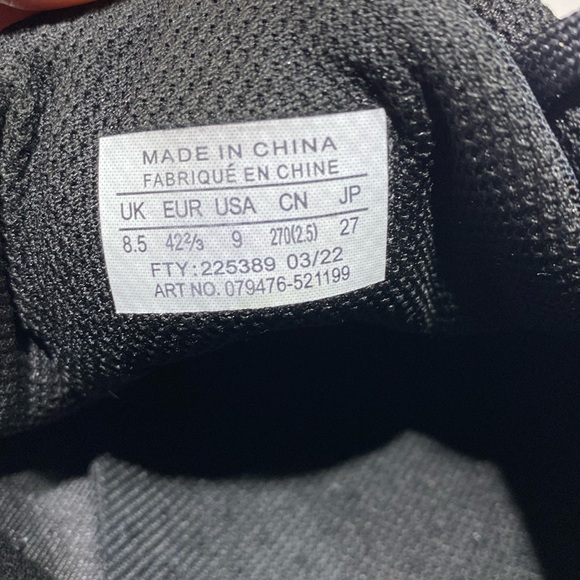 MADE IN CHINA
FABRIQUÉ EN CHINE
UK EUR USA CN JP
8.5 42⅔ 9 270(2.5) 27
FTY:225389 03/22
ART NO. 079476-521199